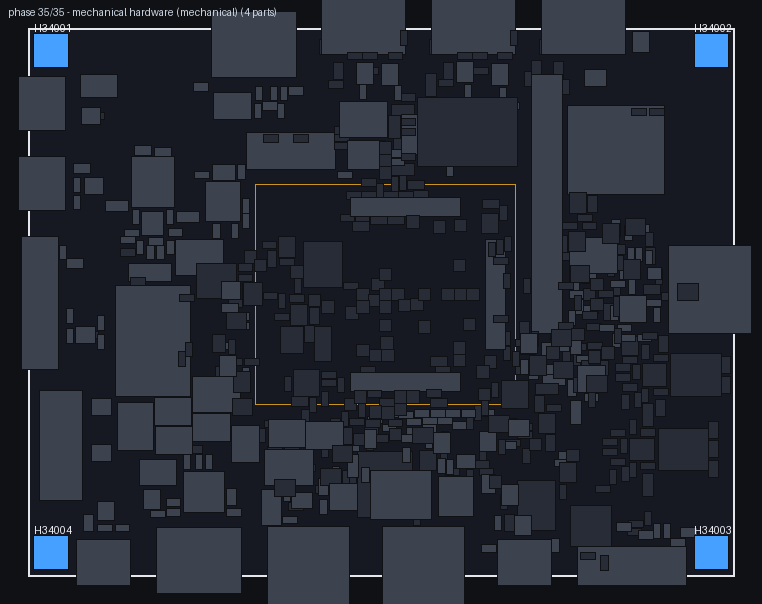 phase 35/35 - mechanical hardware (mechanical) (4 parts)
H34001
H34002
H34004
H34003